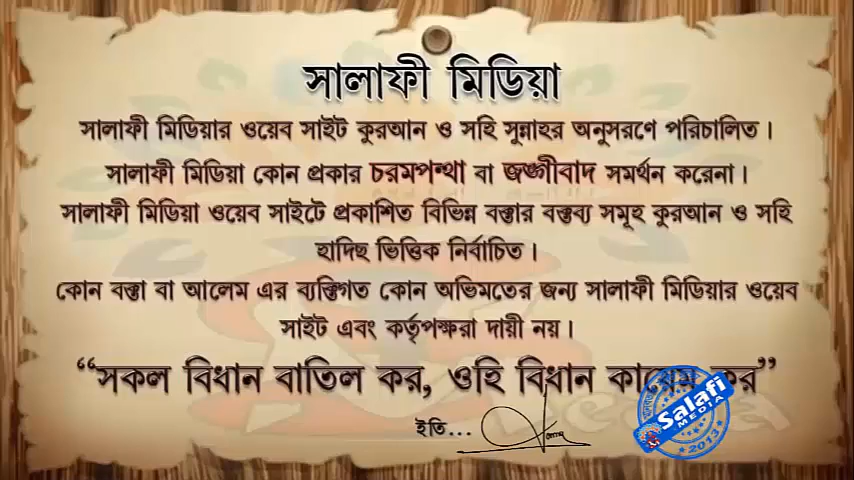 সালাফী মিডিয়া
সালাফী মিডিয়ার ওয়েব সাইট কুরআন ও সহি সুন্নাহর অনুসরণে পরিচালিত।
সালাফী মিডিয়া কোন প্রকার চরমপন্থা বা জঙ্গীবাদ সমর্থন করেনা।
সালাফী মিডিয়া ওয়েব সাইটে প্রকাশিত বিভিন্ন বক্তার বক্তব্য সমূহ কুরআন ও সহি
হাদিছ ভিত্তিক নির্বাচিত।
কোন বক্তা বা আলেম এর ব্যক্তিগত কোন অভিমতের জন্য সালাফী মিডিয়ার ওয়েব
সাইট এবং কর্তৃপক্ষরা দায়ী নয়।
“সকল বিধান বাতিল কর, ওহি বিধান কায়েম কর”
ইতি...
Salafi
MEDIA
2013